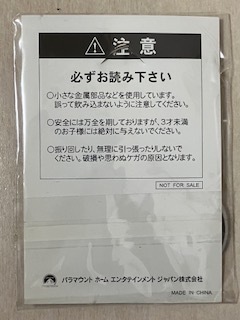 ⚠ 注意
必ずお読み下さい
○小さな金属部品などを使用しています。
誤って飲み込まないように注意してください。
○安全には万全を期しておりますが、3才未満
のお子様には絶対に与えないでください。
○振り回したり、無理に引っ張ったりしないで
ください。破損や思わぬケガの原因となります。
NOT FOR SALE
パラマウント ホーム エンタテインメント ジャパン株式会社
MADE IN CHINA